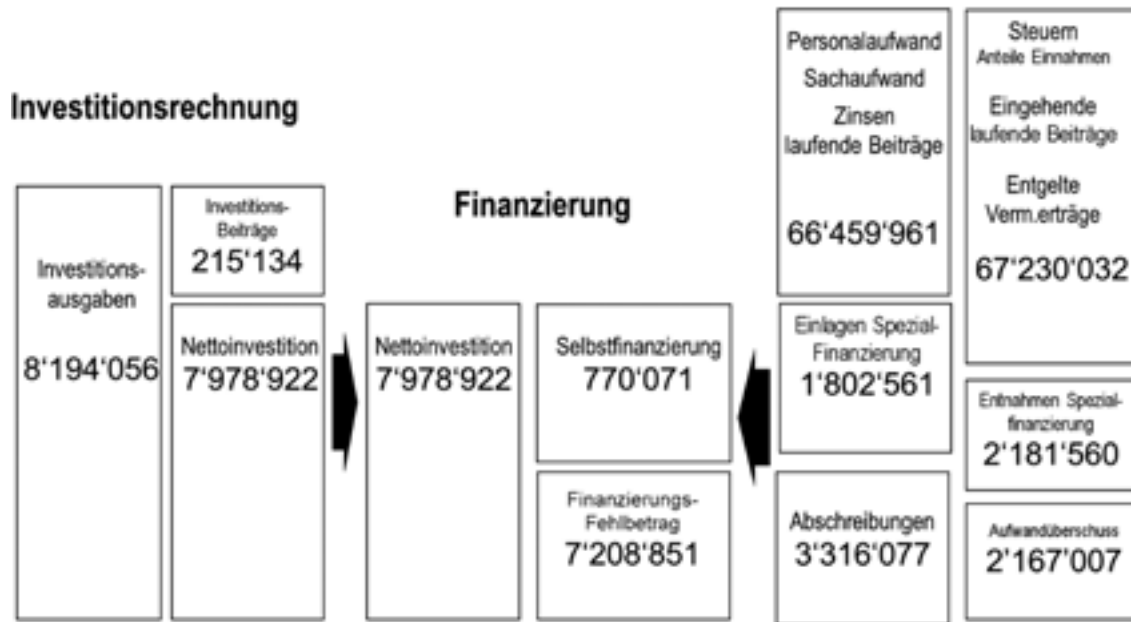 Investitionsrechnung
Investitions-
ausgaben
8‘194‘056
Investitions-
Beiträge
215‘134
Nettoinvestition
7‘978‘922
Finanzierung
Nettoinvestition
7‘978‘922
Selbstfinanzierung
770‘071
Finanzierungs-
Fehlbetrag
7‘208‘851
Personalaufwand
Sachaufwand
Zinsen
laufende Beiträge
66‘459‘961
Einlagen Spezial-
Finanzierung
1‘802‘561
Abschreibungen
3‘316‘077
Steuern
Anteile Einnahmen
Eingehende
laufende Beiträge
Entgelte
Verm.erträge
67‘230‘032
Entnahmen Spezial-
finanzierung
2‘181‘560
Aufwandüberschuss
2‘167‘007